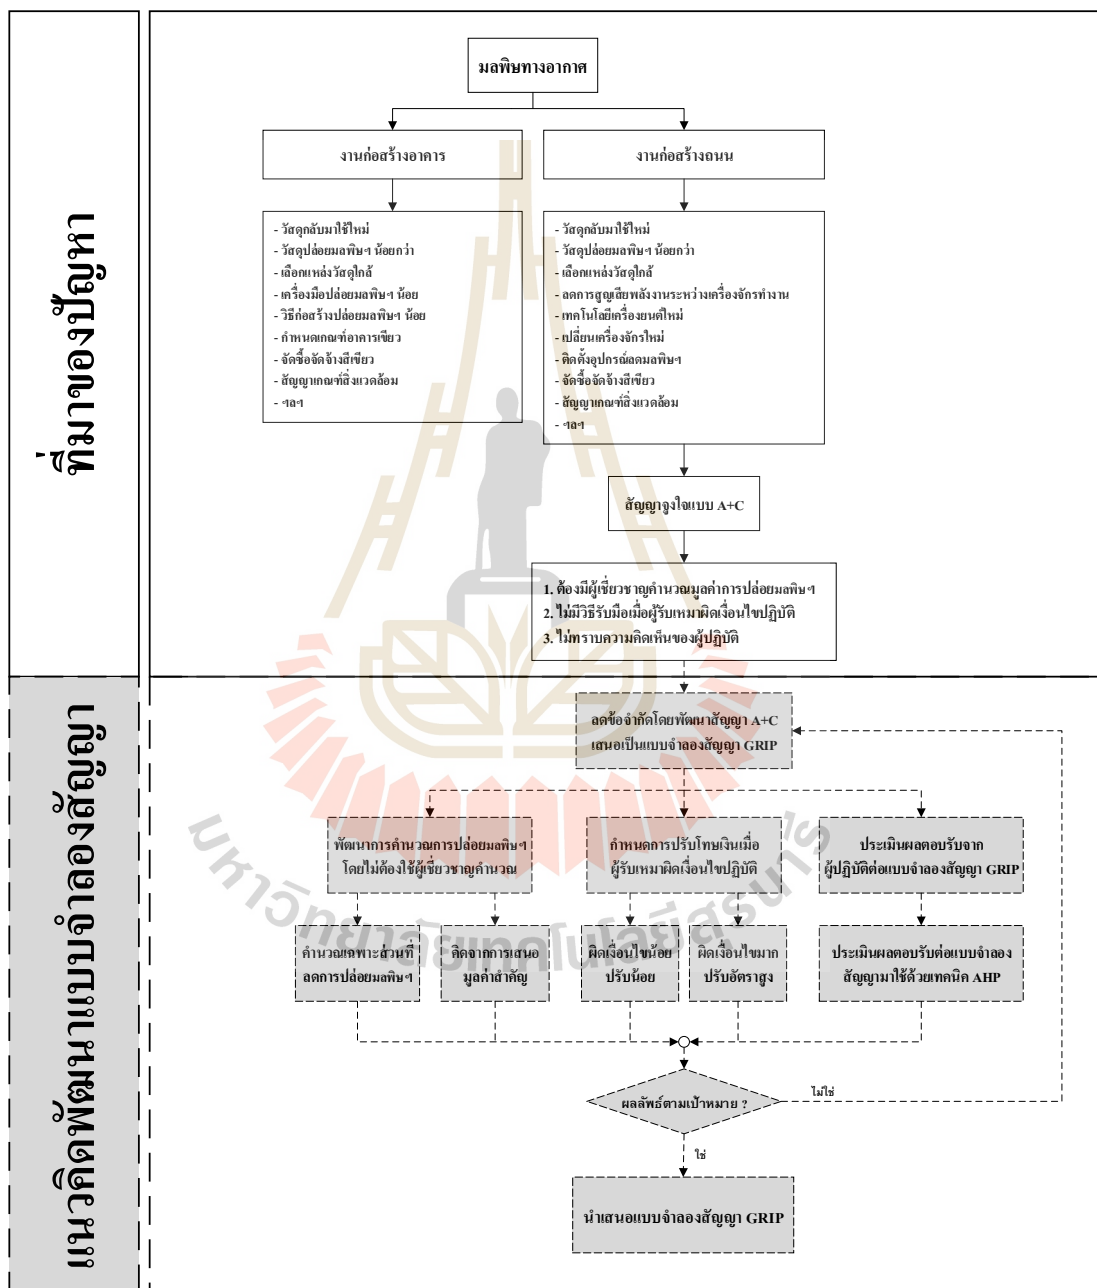 ที่มาของปัญหา
มลพิษทางอากาศ
งานก่อสร้างอาคาร
งานก่อสร้างถนน
- วัสดุกลับมาใช้ใหม่
- วัสดุปล่อยมลพิษฯ น้อยกว่า
- เลือกแหล่งวัสดุใกล้
- เครื่องมือปล่อยมลพิษฯ น้อย
- วิธีก่อสร้างปล่อยมลพิษฯ น้อย
- กำหนดเกณฑ์อาคารเขียว
- จัดซื้อจัดจ้างสีเขียว
- สัญญาเกณฑ์สิ่งแวดล้อม
- ฯลฯ
- วัสดุกลับมาใช้ใหม่
- วัสดุปล่อยมลพิษฯ น้อยกว่า
- เลือกแหล่งวัสดุใกล้
- ลดการสูญเสียพลังงานระหว่างเครื่องจักรทำงาน
- เทคโนโลยีเครื่องยนต์ใหม่
- เปลี่ยนเครื่องจักรใหม่
- ติดตั้งอุปกรณ์ลดมลพิษฯ
- จัดซื้อจัดจ้างสีเขียว
- สัญญาเกณฑ์สิ่งแวดล้อม
- ฯลฯ
สัญญาจูงใจแบบ A+C
1. ต้องมีผู้เชี่ยวชาญคำนวณมูลค่าการปล่อยมลพิษฯ
2. ไม่มีวิธีรับมือเมื่อผู้รับเหมาผิดเงื่อนไขปฏิบัติ
3. ไม่ทราบความคิดเห็นของผู้ปฏิบัติ
แนวคิดพัฒนาแบบจำลองสัญญา
ลดข้อจำกัดโดยพัฒนาสัญญา A+C
เสนอเป็นแบบจำลองสัญญา GRIP
พัฒนาการคำนวณการปล่อยมลพิษฯ
โดยไม่ต้องใช้ผู้เชี่ยวชาญคำนวณ
กำหนดการปรับโทษเงินเมื่อ
ผู้รับเหมาผิดเงื่อนไขปฏิบัติ
ประเมินผลตอบรับจาก
ผู้ปฏิบัติต่อแบบจำลองสัญญา GRIP
คำนวณเฉพาะส่วนที่
ลดการปล่อยมลพิษฯ
คิดจากการเสนอ
มูลค่าสำคัญ
ผิดเงื่อนไขน้อย
ปรับน้อย
ผิดเงื่อนไขมาก
ปรับอัตราสูง
ประเมินผลตอบรับต่อแบบจำลอง
สัญญามาใช้ด้วยเทคนิค AHP
มหาวิทยาลัยเทคโนโลยีสุรนารี
ผลลัพธ์ตามเป้าหมาย ?
ไม่ใช่
ใช่
นำเสนอแบบจำลองสัญญา GRIP